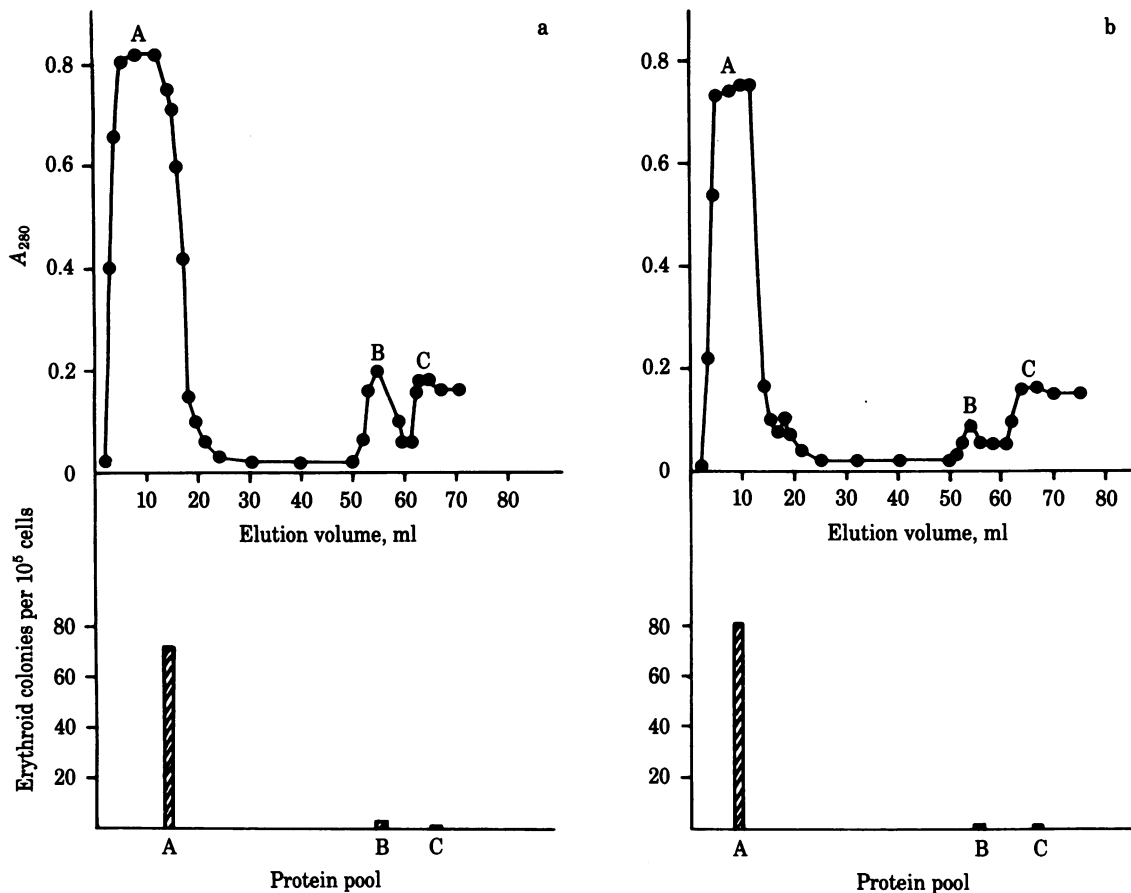 a
A
0.8
0.6
0.4
0.2
0
A280
B
C
10 20 30 40 50 60 70 80
Elution volume, ml
Erythroid colonies per 10^5 cells
80
60
40
20
A B C
Protein pool
b
A
0.8
0.6
0.4
0.2
0
B
C
10 20 30 40 50 60 70 80
Elution volume, ml
80
60
40
20
A B C
Protein pool